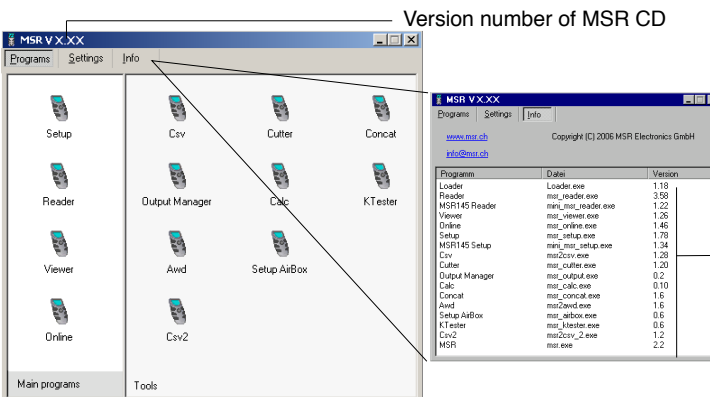 Version number of MSR CD
MSR V X.XX
Programs Settings Info
Setup Csv Cutter Concat
Reader Output Manager Calc KTester
Viewer Awd Setup AirBox
Online Csv2
Main programs Tools
MSR V X.XX
Programs Settings Info
www.msr.ch Copyright (C) 2006 MSR Electronics GmbH
info@msr.ch
Programm Datei Version
Loader Loader.exe 1.18
Reader msr_reader.exe 3.58
MSR145 Reader mini_msr_reader.exe 1.22
Viewer msr_viewer.exe 1.26
Online msr_online.exe 1.46
Setup msr_setup.exe 1.78
MSR145 Setup mini_msr_setup.exe 1.34
Csv msr2csv.exe 1.28
Cutter msr_cutter.exe 1.20
Output Manager msr_output.exe 0.2
Calc msr_calc.exe 0.10
Concat msr_concat.exe 1.6
Awd msr2awd.exe 1.6
Setup AirBox msr_airbox.exe 0.6
KTester msr_ktester.exe 0.6
Csv2 msr2csv_2.exe 1.2
MSR msr.exe 2.2